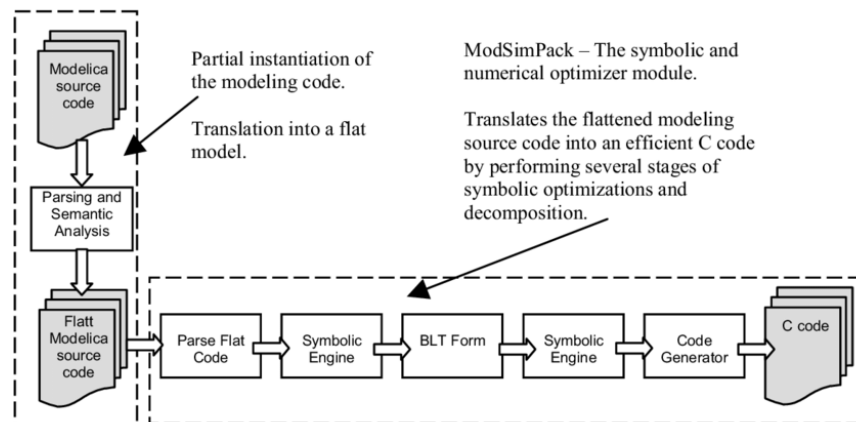 Modelica
source
code
Partial instantiation of
the modeling code.
Translation into a flat
model.
ModSimPack – The symbolic and
numerical optimizer module.
Translates the flattened modeling
source code into an efficient C code
by performing several stages of
symbolic optimizations and
decomposition.
Parsing and
Semantic
Analysis
Flatt
Modelica
source
code
Parse Flat
Code
Symbolic
Engine
BLT Form
Symbolic
Engine
Code
Generator
C code